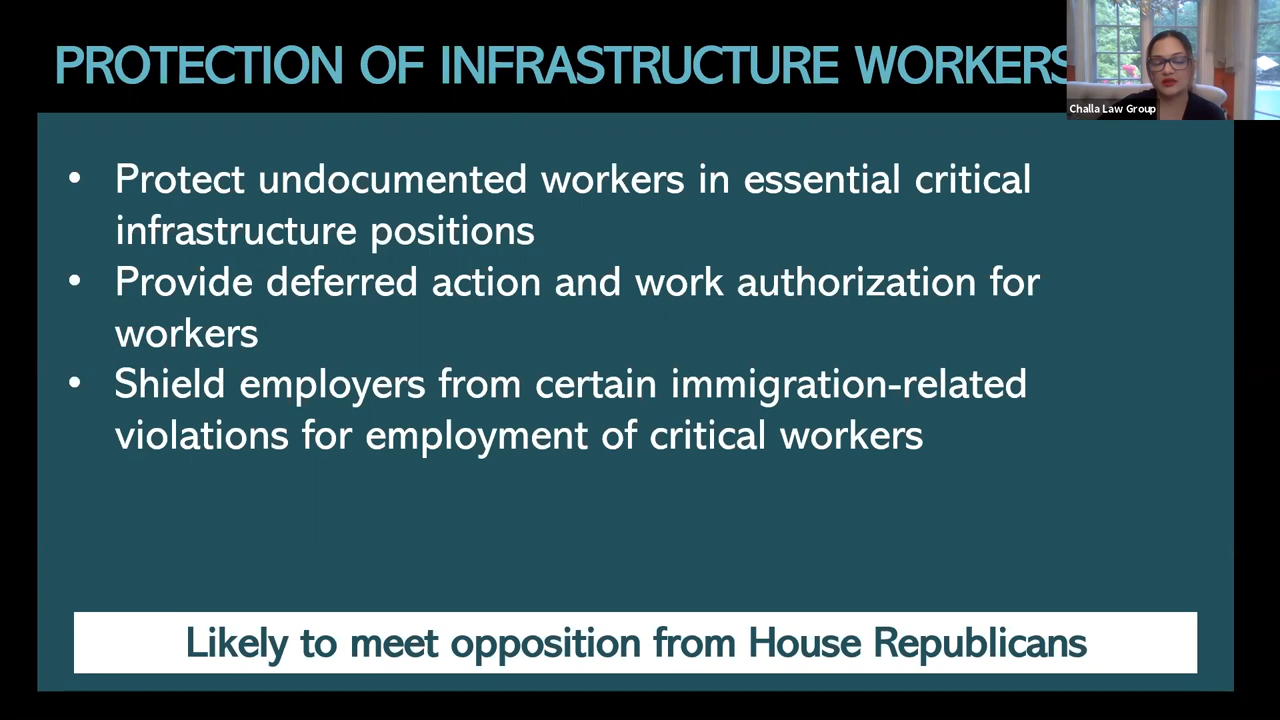 PROTECTION OF INFRASTRUCTURE WORKERS
Challa Law Group
• Protect undocumented workers in essential critical
infrastructure positions
• Provide deferred action and work authorization for
workers
• Shield employers from certain immigration-related
violations for employment of critical workers
Likely to meet opposition from House Republicans